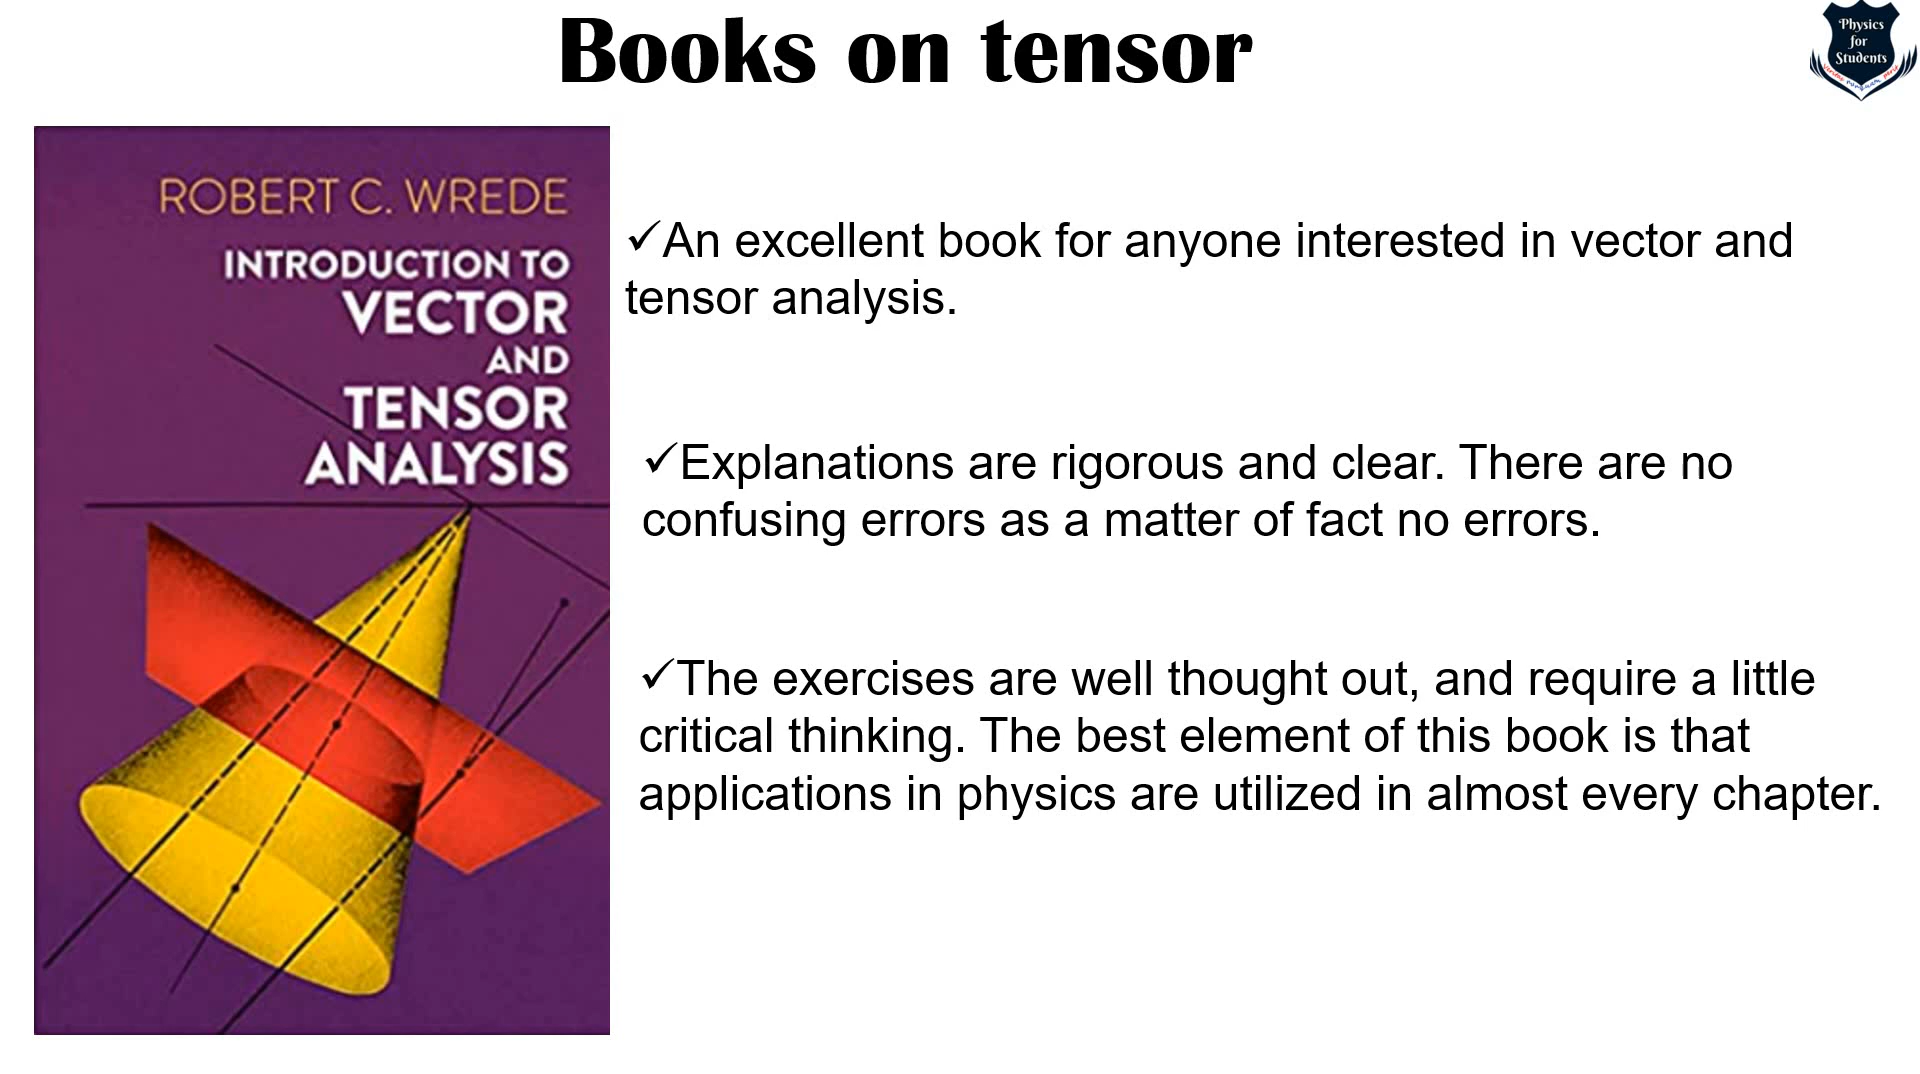 Books on tensor
Physics
for
Students
ROBERT C. WREDE
INTRODUCTION TO
VECTOR
AND
TENSOR
ANALYSIS
✓An excellent book for anyone interested in vector and
tensor analysis.
✓Explanations are rigorous and clear. There are no
confusing errors as a matter of fact no errors.
✓The exercises are well thought out, and require a little
critical thinking. The best element of this book is that
applications in physics are utilized in almost every chapter.